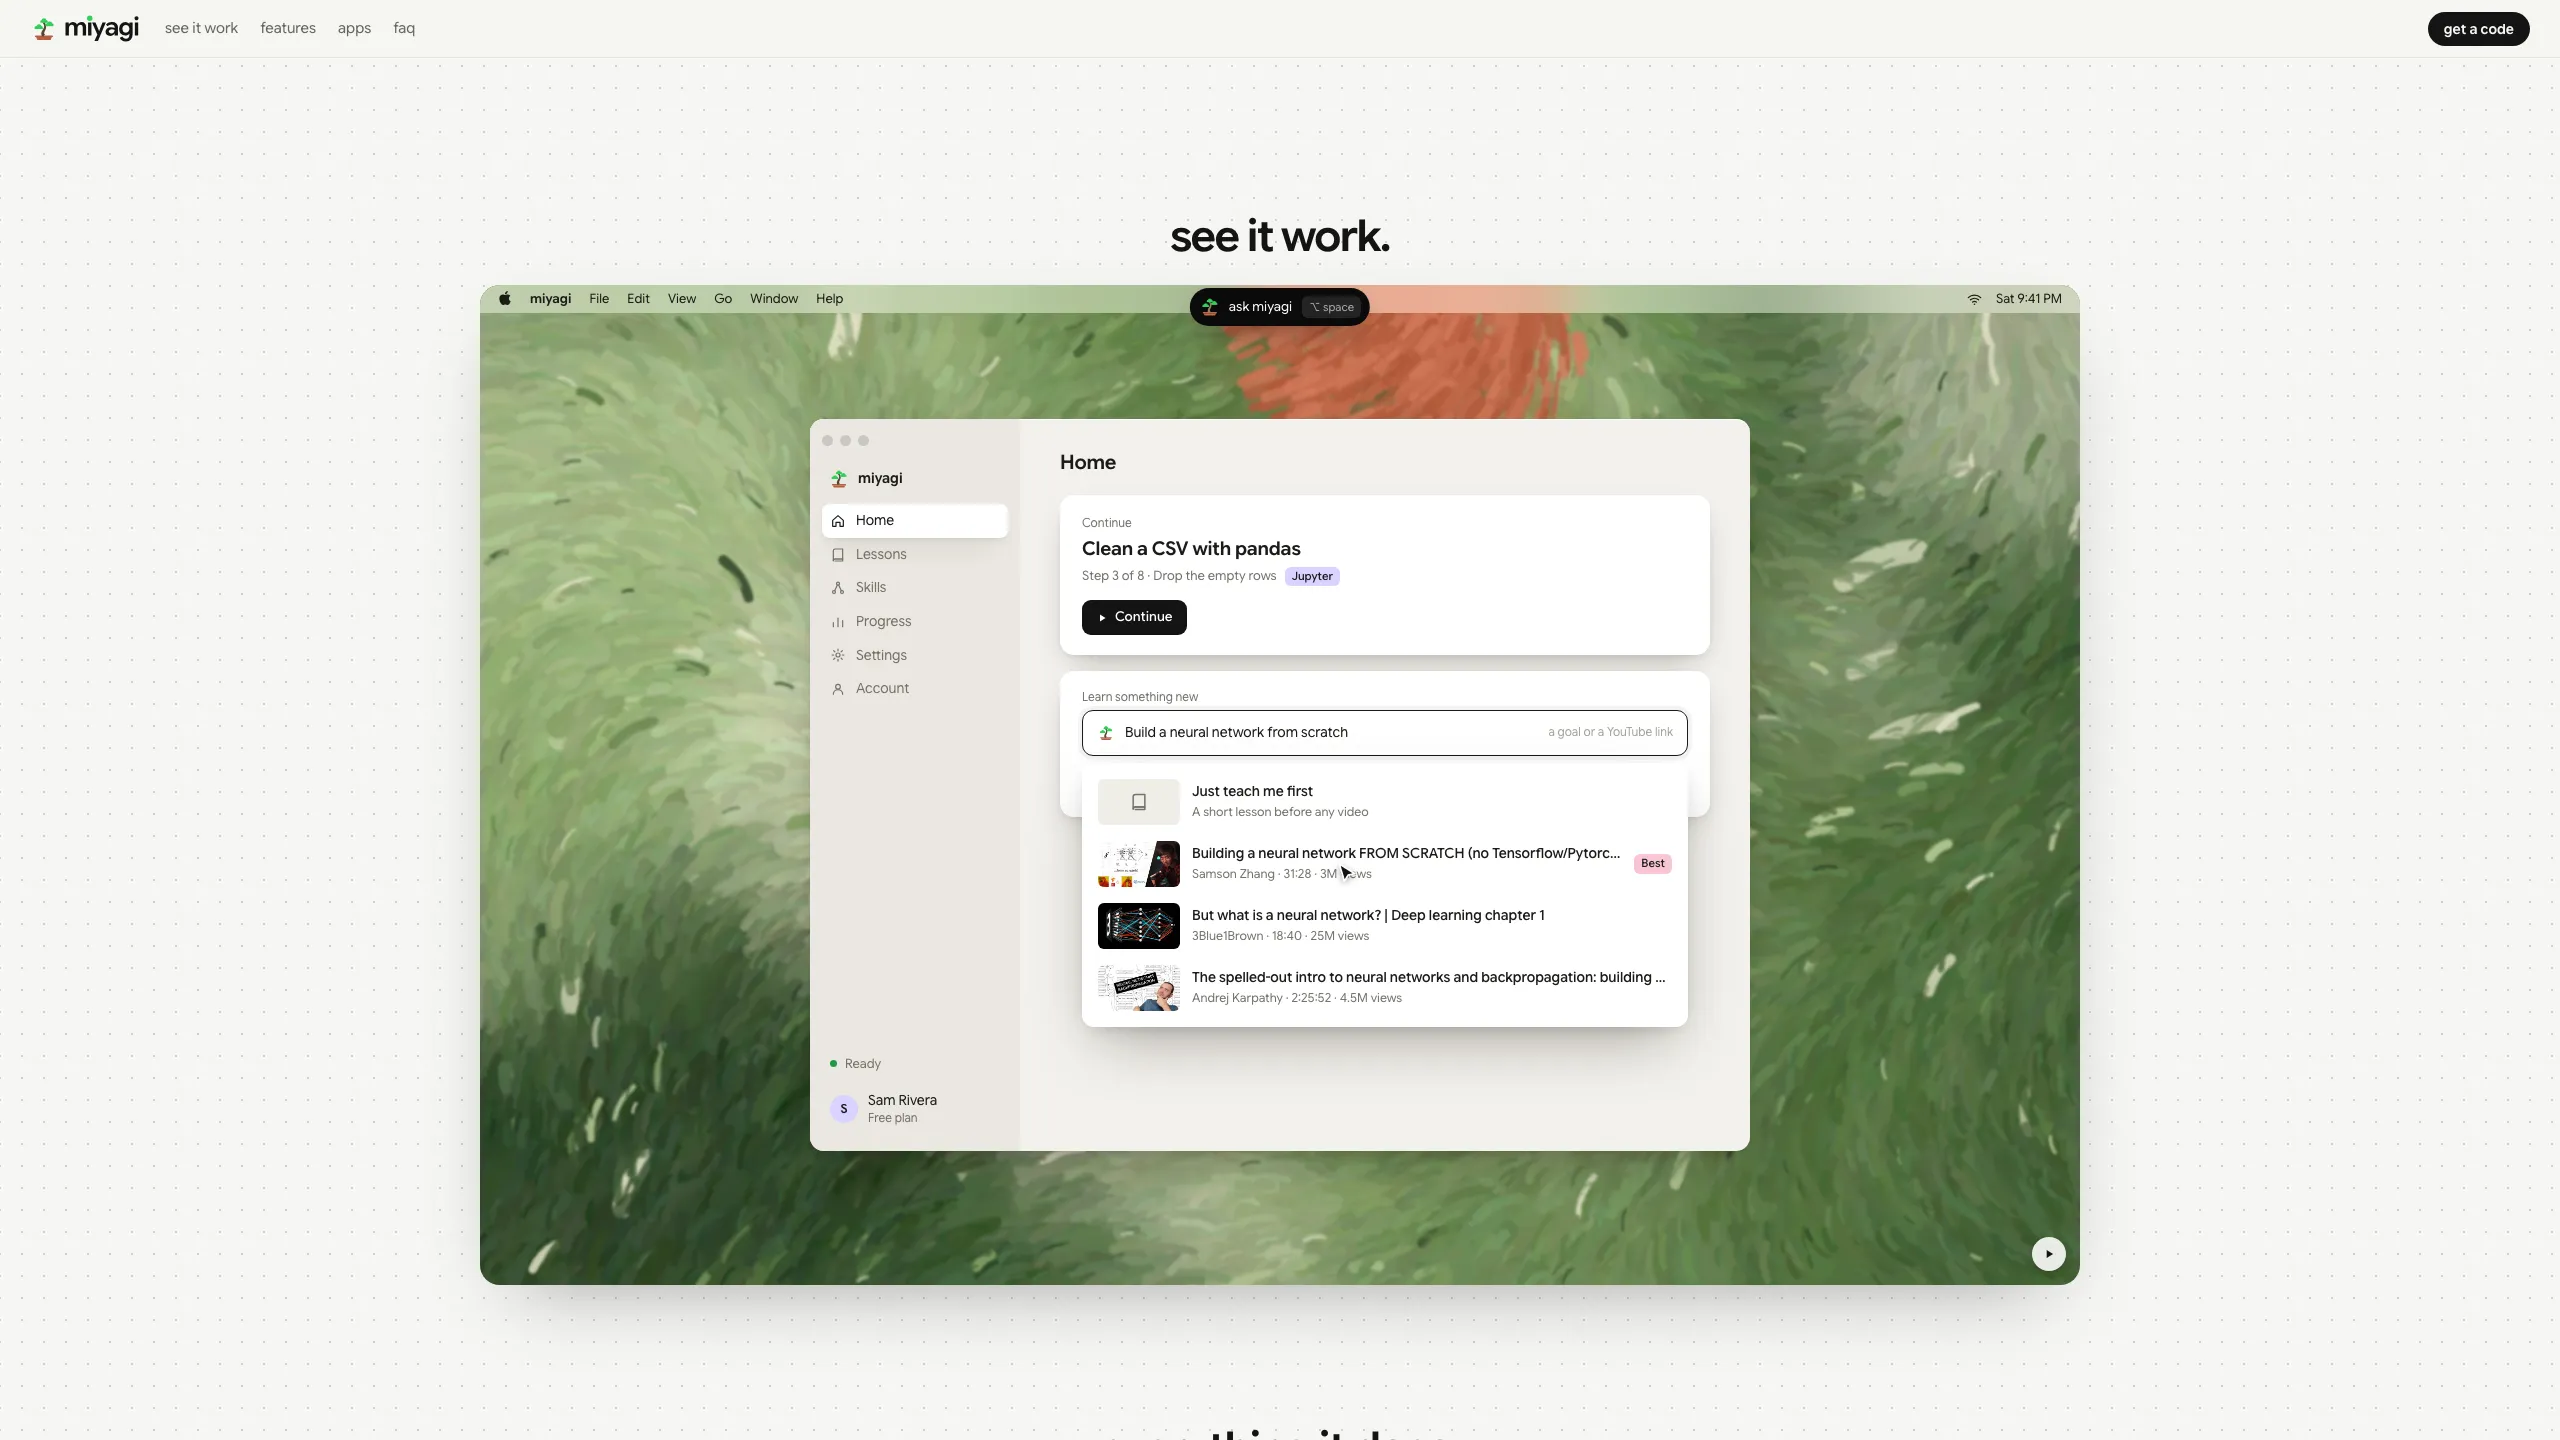 miyagi see it work features apps faq get a code
see it work.
miyagi File Edit View Go Window Help
ask miyagi ⌥ space
Sat 9:41 PM
miyagi
Home
Lessons
Skills
Progress
Settings
Account
Ready
S
Sam Rivera
Free plan
Home
Continue
Clean a CSV with pandas
Step 3 of 8 · Drop the empty rows Jupyter
Continue
Learn something new
Build a neural network from scratch a goal or a YouTube link
Just teach me first
A short lesson before any video
Building a neural network FROM SCRATCH (no Tensorflow/Pytorc...
Samson Zhang · 31:28 · 3M views
Best
But what is a neural network? | Deep learning chapter 1
3Blue1Brown · 18:40 · 25M views
The spelled-out intro to neural networks and backpropagation: building ...
Andrej Karpathy · 2:25:52 · 4.5M views